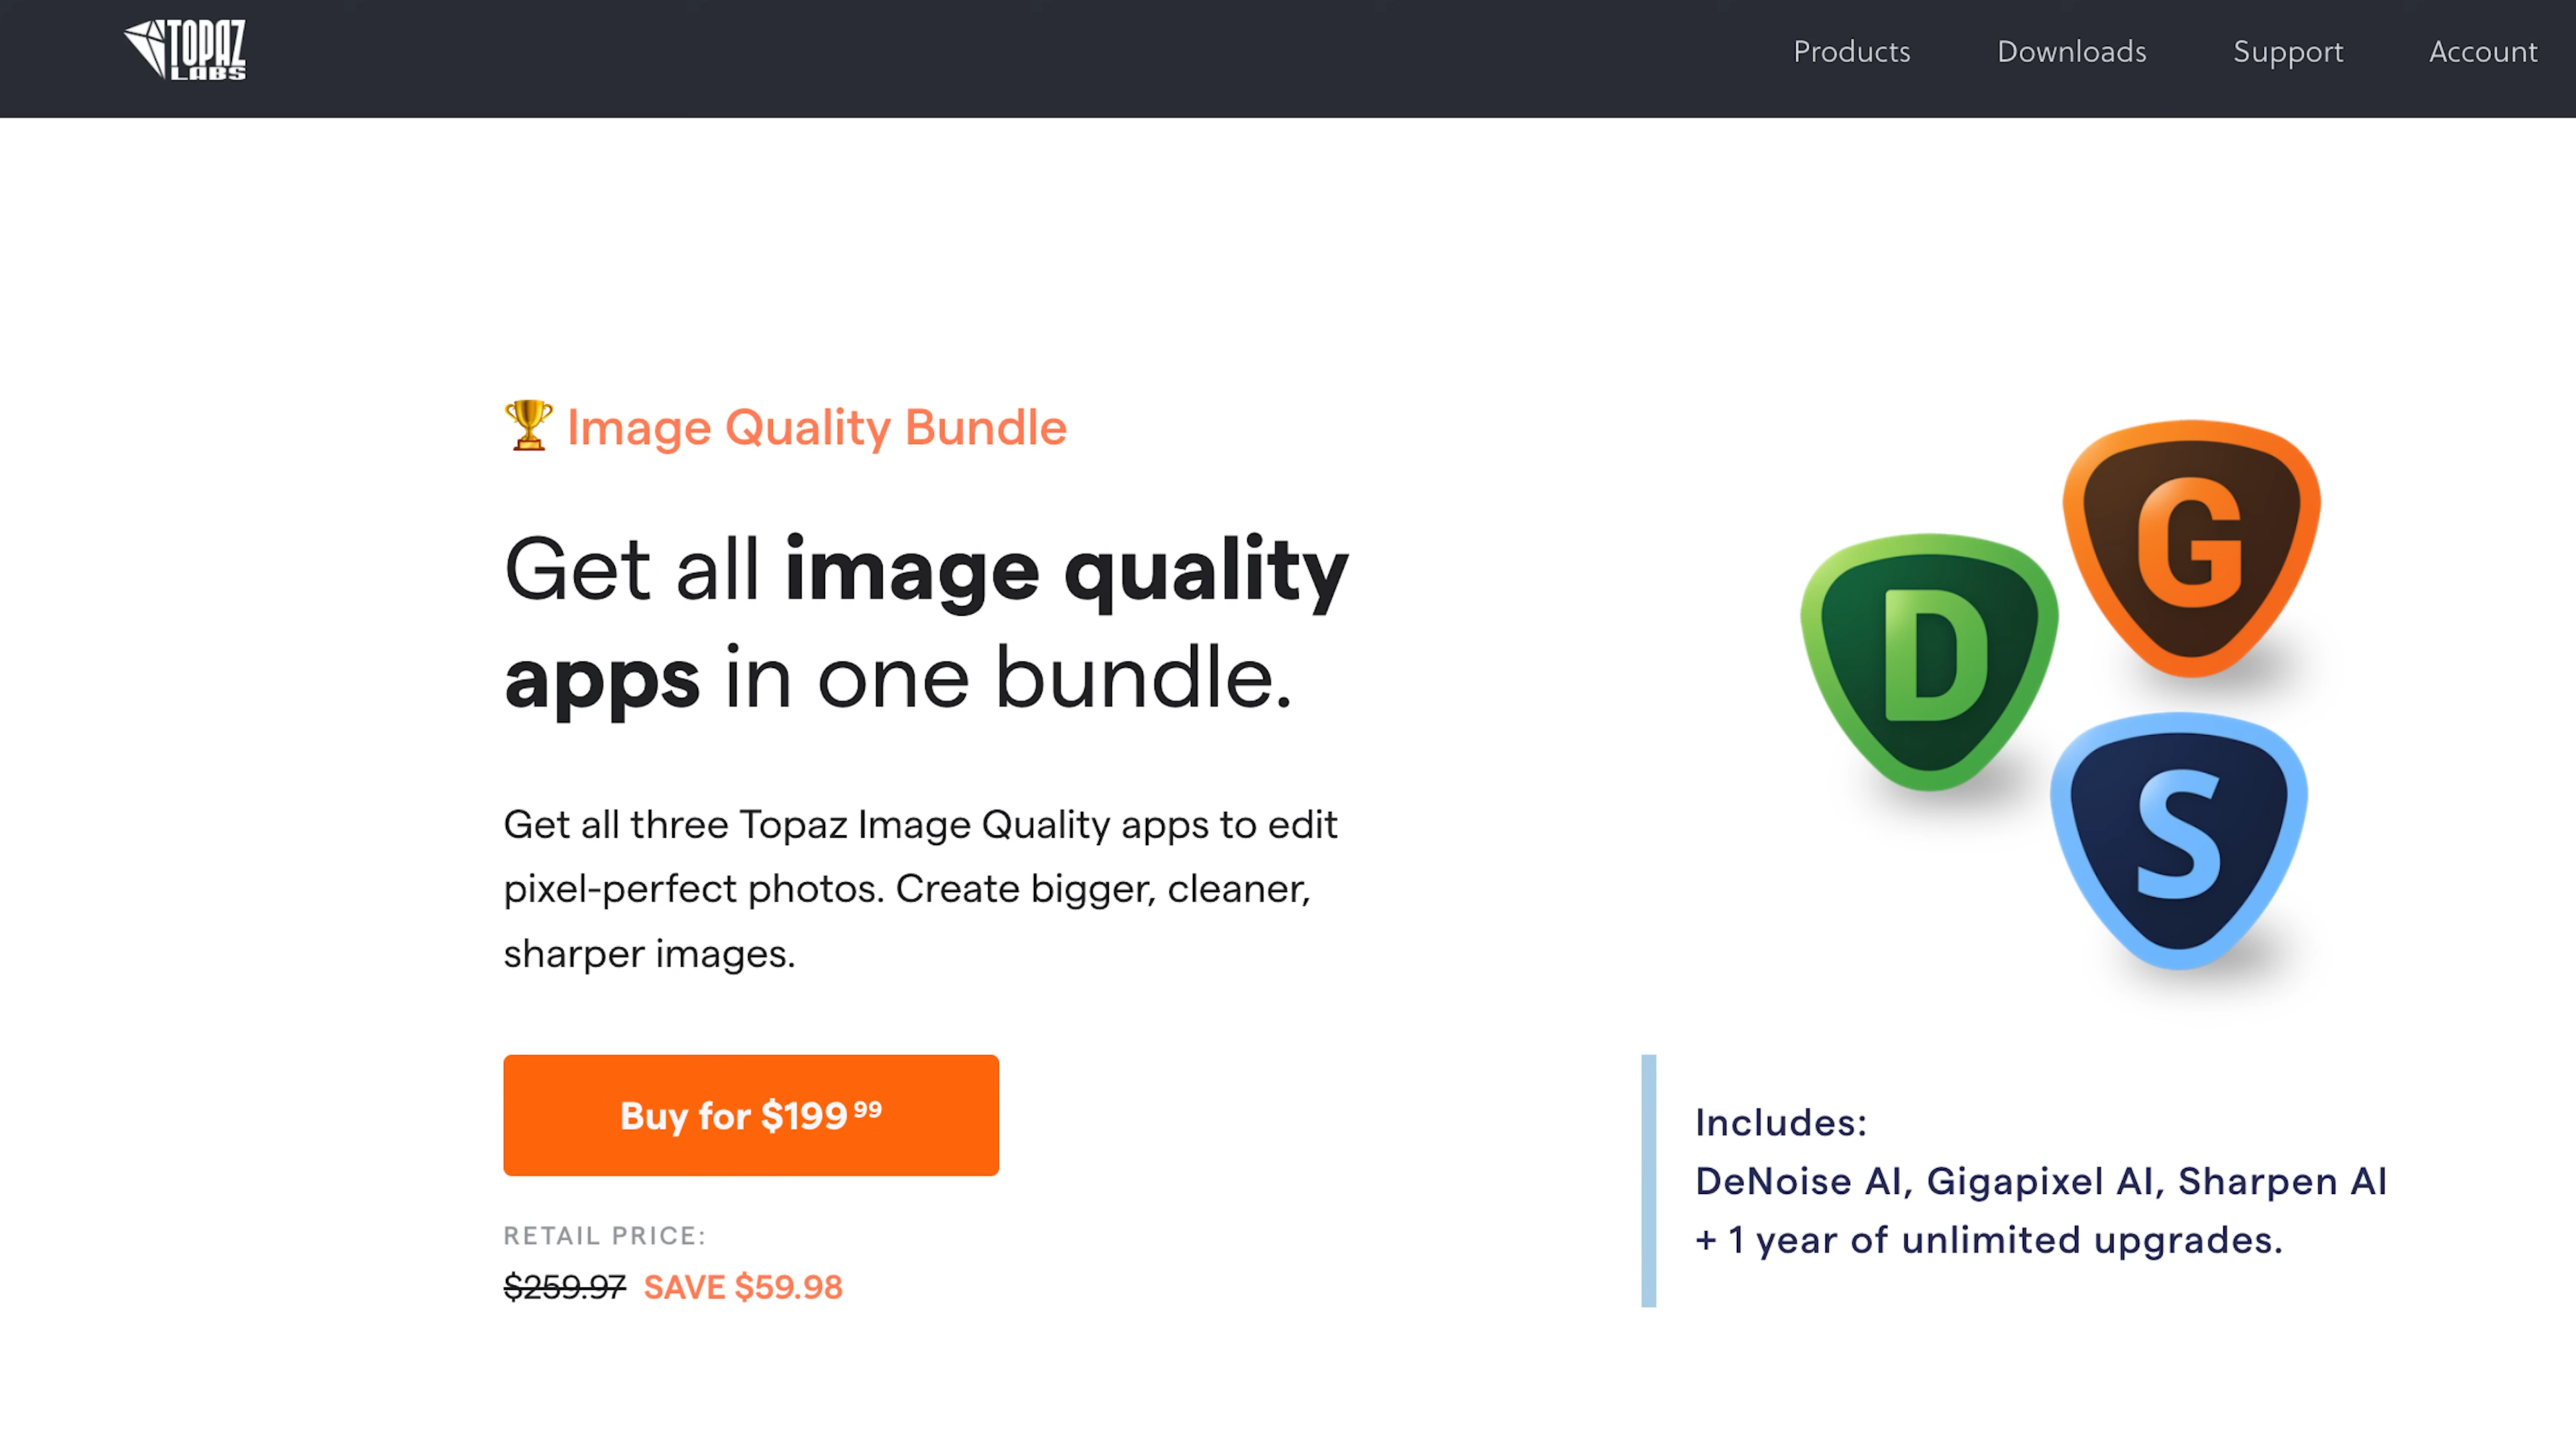 TOPAZ
LABS
Products Downloads Support Account
🏆 Image Quality Bundle
Get all image quality
apps in one bundle.
Get all three Topaz Image Quality apps to edit
pixel-perfect photos. Create bigger, cleaner,
sharper images.
Buy for $199 99
RETAIL PRICE:
$259.97 SAVE $59.98
G
D
S
Includes:
DeNoise AI, Gigapixel AI, Sharpen AI
+ 1 year of unlimited upgrades.